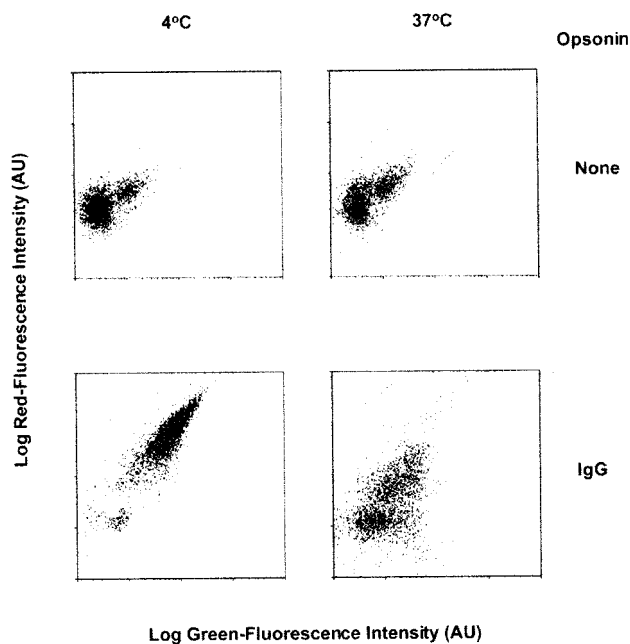 4°C
37°C
Opsonin
None
IgG
Log Red-Fluorescence Intensity (AU)
Log Green-Fluorescence Intensity (AU)